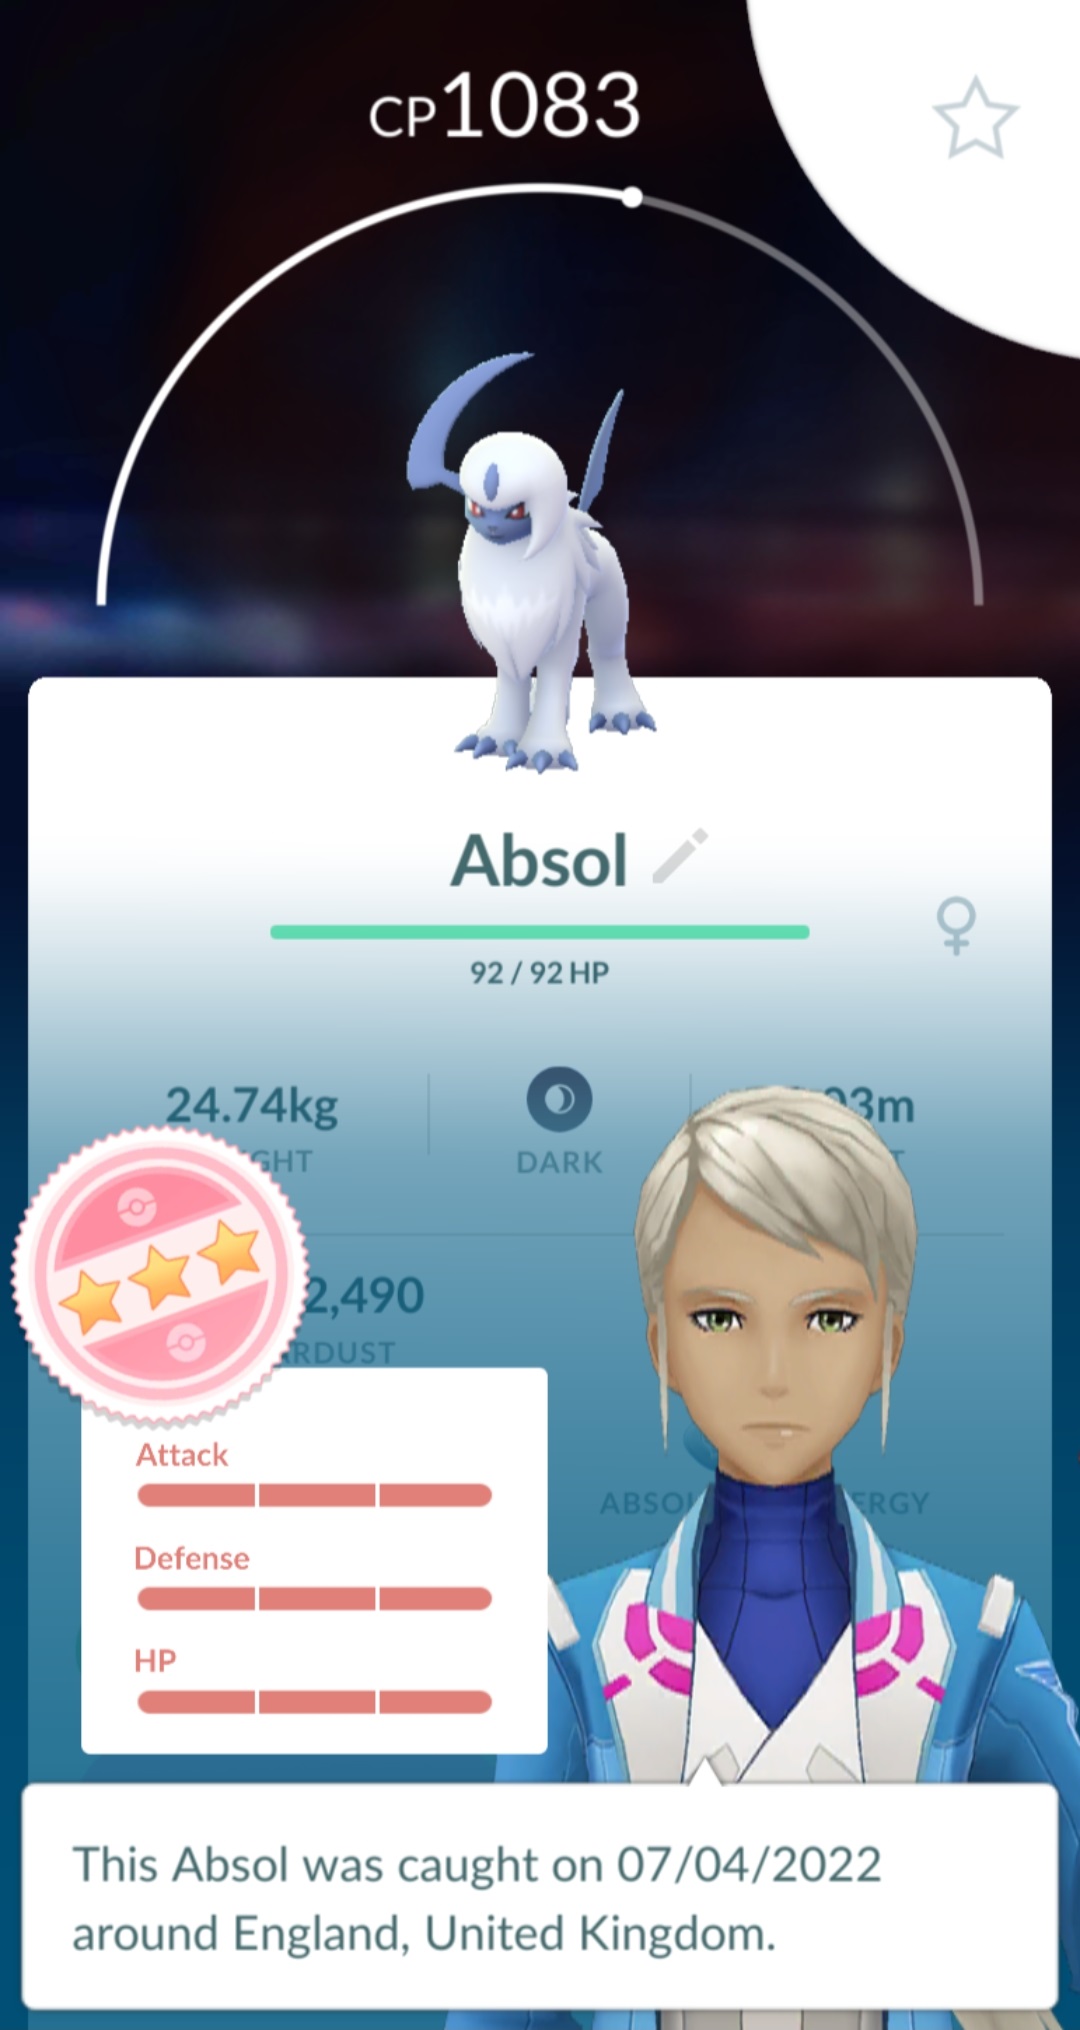 CP1083
Absol
92 / 92 HP
24.74kg
DARK
Attack
Defense
HP
This Absol was caught on 07/04/2022
around England, United Kingdom.